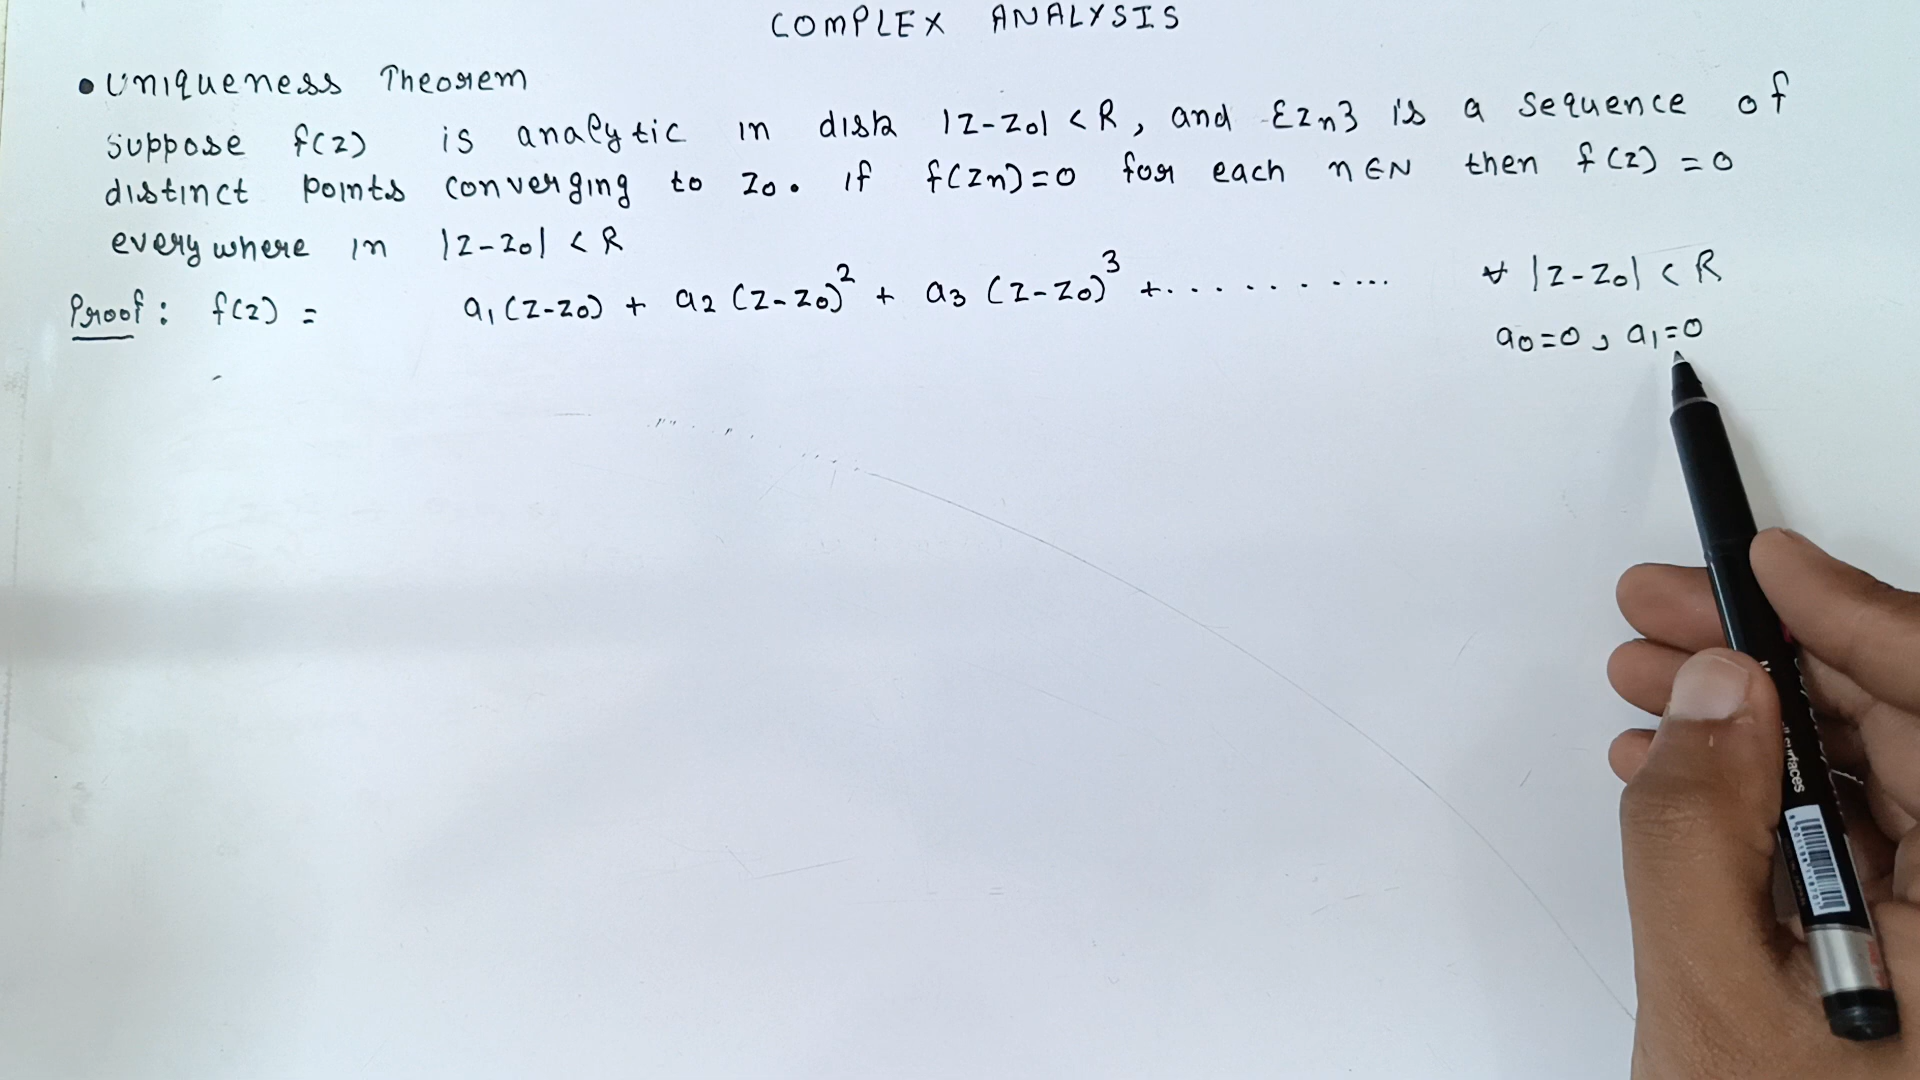 COMPLEX ANALYSIS
• Uniqueness Theorem
suppose f(z) is analytic in disk |z-z₀| < R, and {zₙ} is a sequence of
distinct points converging to z₀. if f(zₙ)=0 for each n∈N then f(z) = 0
everywhere in |z-z₀| < R
Proof: f(z) = a₁(z-z₀) + a₂(z-z₀)² + a₃(z-z₀)³ +.......... ∀ |z-z₀| < R
a₀=0, a₁=0
surfaces